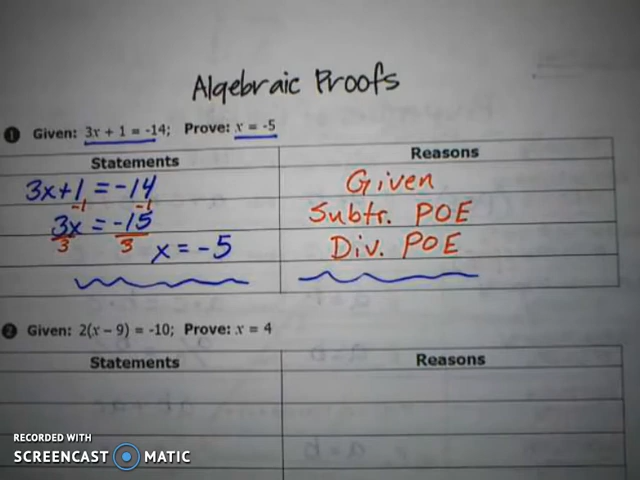 Algebraic Proofs
1 Given: 3x + 1 = -14; Prove: x = -5
Statements Reasons
3x+1 = -14 Given
-1 -1
3x = -15 Subtr. POE
3 3 x = -5 Div. POE
2 Given: 2(x – 9) = -10; Prove: x = 4
Statements Reasons
RECORDED WITH
SCREENCAST MATIC